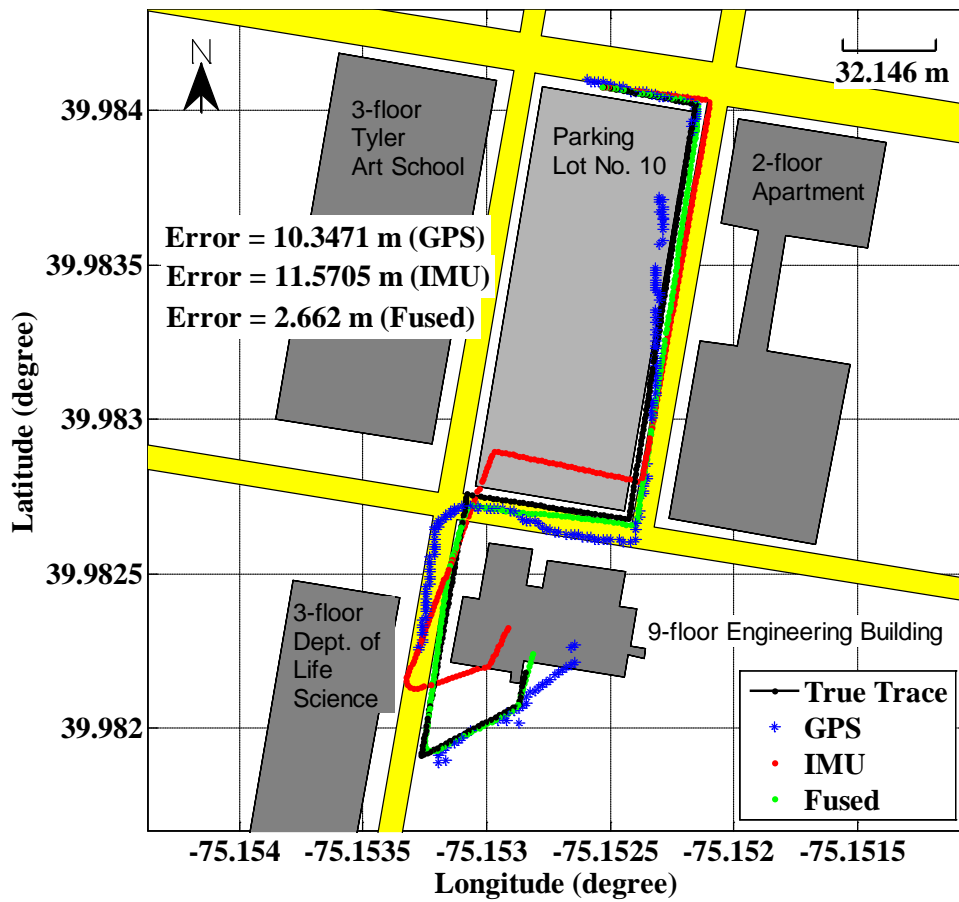 N
32.146 m
39.984
39.9835
39.983
39.9825
39.982
Latitude (degree)
3-floor
Tyler
Art School
Parking
Lot No. 10
2-floor
Apartment
Error = 10.3471 m (GPS)
Error = 11.5705 m (IMU)
Error = 2.662 m (Fused)
3-floor
Dept. of
Life
Science
9-floor Engineering Building
True Trace
GPS
IMU
Fused
-75.154 -75.1535 -75.153 -75.1525 -75.152 -75.1515
Longitude (degree)